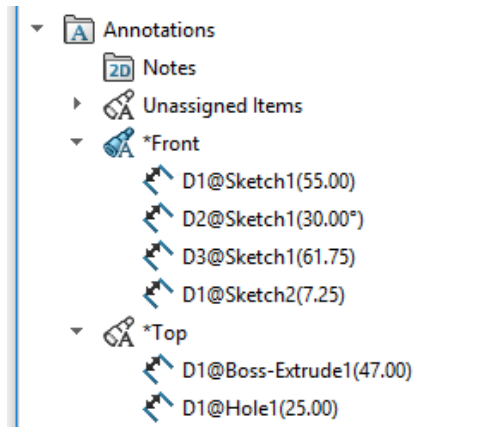 Annotations
2D Notes
Unassigned Items
*Front
D1@Sketch1(55.00)
D2@Sketch1(30.00°)
D3@Sketch1(61.75)
D1@Sketch2(7.25)
*Top
D1@Boss-Extrude1(47.00)
D1@Hole1(25.00)